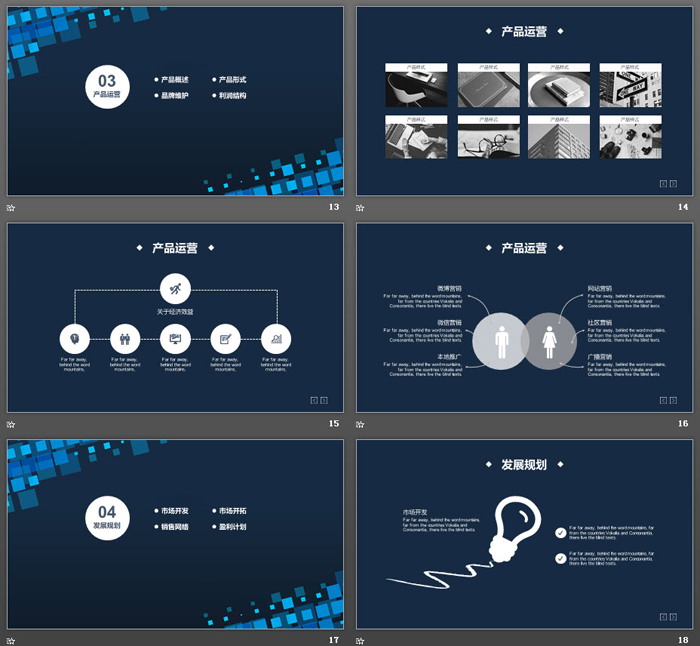 03
产品运营
产品概述
产品形式
品牌维护
利润结构
13
产品运营
产品样式
产品样式
产品样式
产品样式
产品样式
产品样式
产品样式
产品样式
14
产品运营
关于经济效益
Far far away,
behind the word
mountains,
Far far away,
behind the word
mountains,
Far far away,
behind the word
mountains,
Far far away,
behind the word
mountains,
Far far away,
behind the word
mountains,
15
产品运营
微博营销
Far far away, behind the word mountains,
far from the countries Vokalia and
Consonantia, there live the blind texts.
网站营销
Far far away, behind the word mountains,
far from the countries Vokalia and
Consonantia, there live the blind texts.
微信营销
Far far away, behind the word mountains,
far from the countries Vokalia and
Consonantia, there live the blind texts.
社区营销
Far far away, behind the word mountains,
far from the countries Vokalia and
Consonantia, there live the blind texts.
本地推广
Far far away, behind the word mountains,
far from the countries Vokalia and
Consonantia, there live the blind texts.
广播营销
Far far away, behind the word mountains,
far from the countries Vokalia and
Consonantia, there live the blind texts.
16
04
发展规划
市场开发
市场开拓
销售网络
盈利计划
17
发展规划
市场开发
Far far away, behind the word mountains,
far from the countries Vokalia and
Consonantia, there live the blind texts.
Far far away, behind the word mountains, far
from the countries Vokalia and Consonantia,
there live the blind texts.
Far far away, behind the word mountains, far
from the countries Vokalia and Consonantia,
there live the blind texts.
18